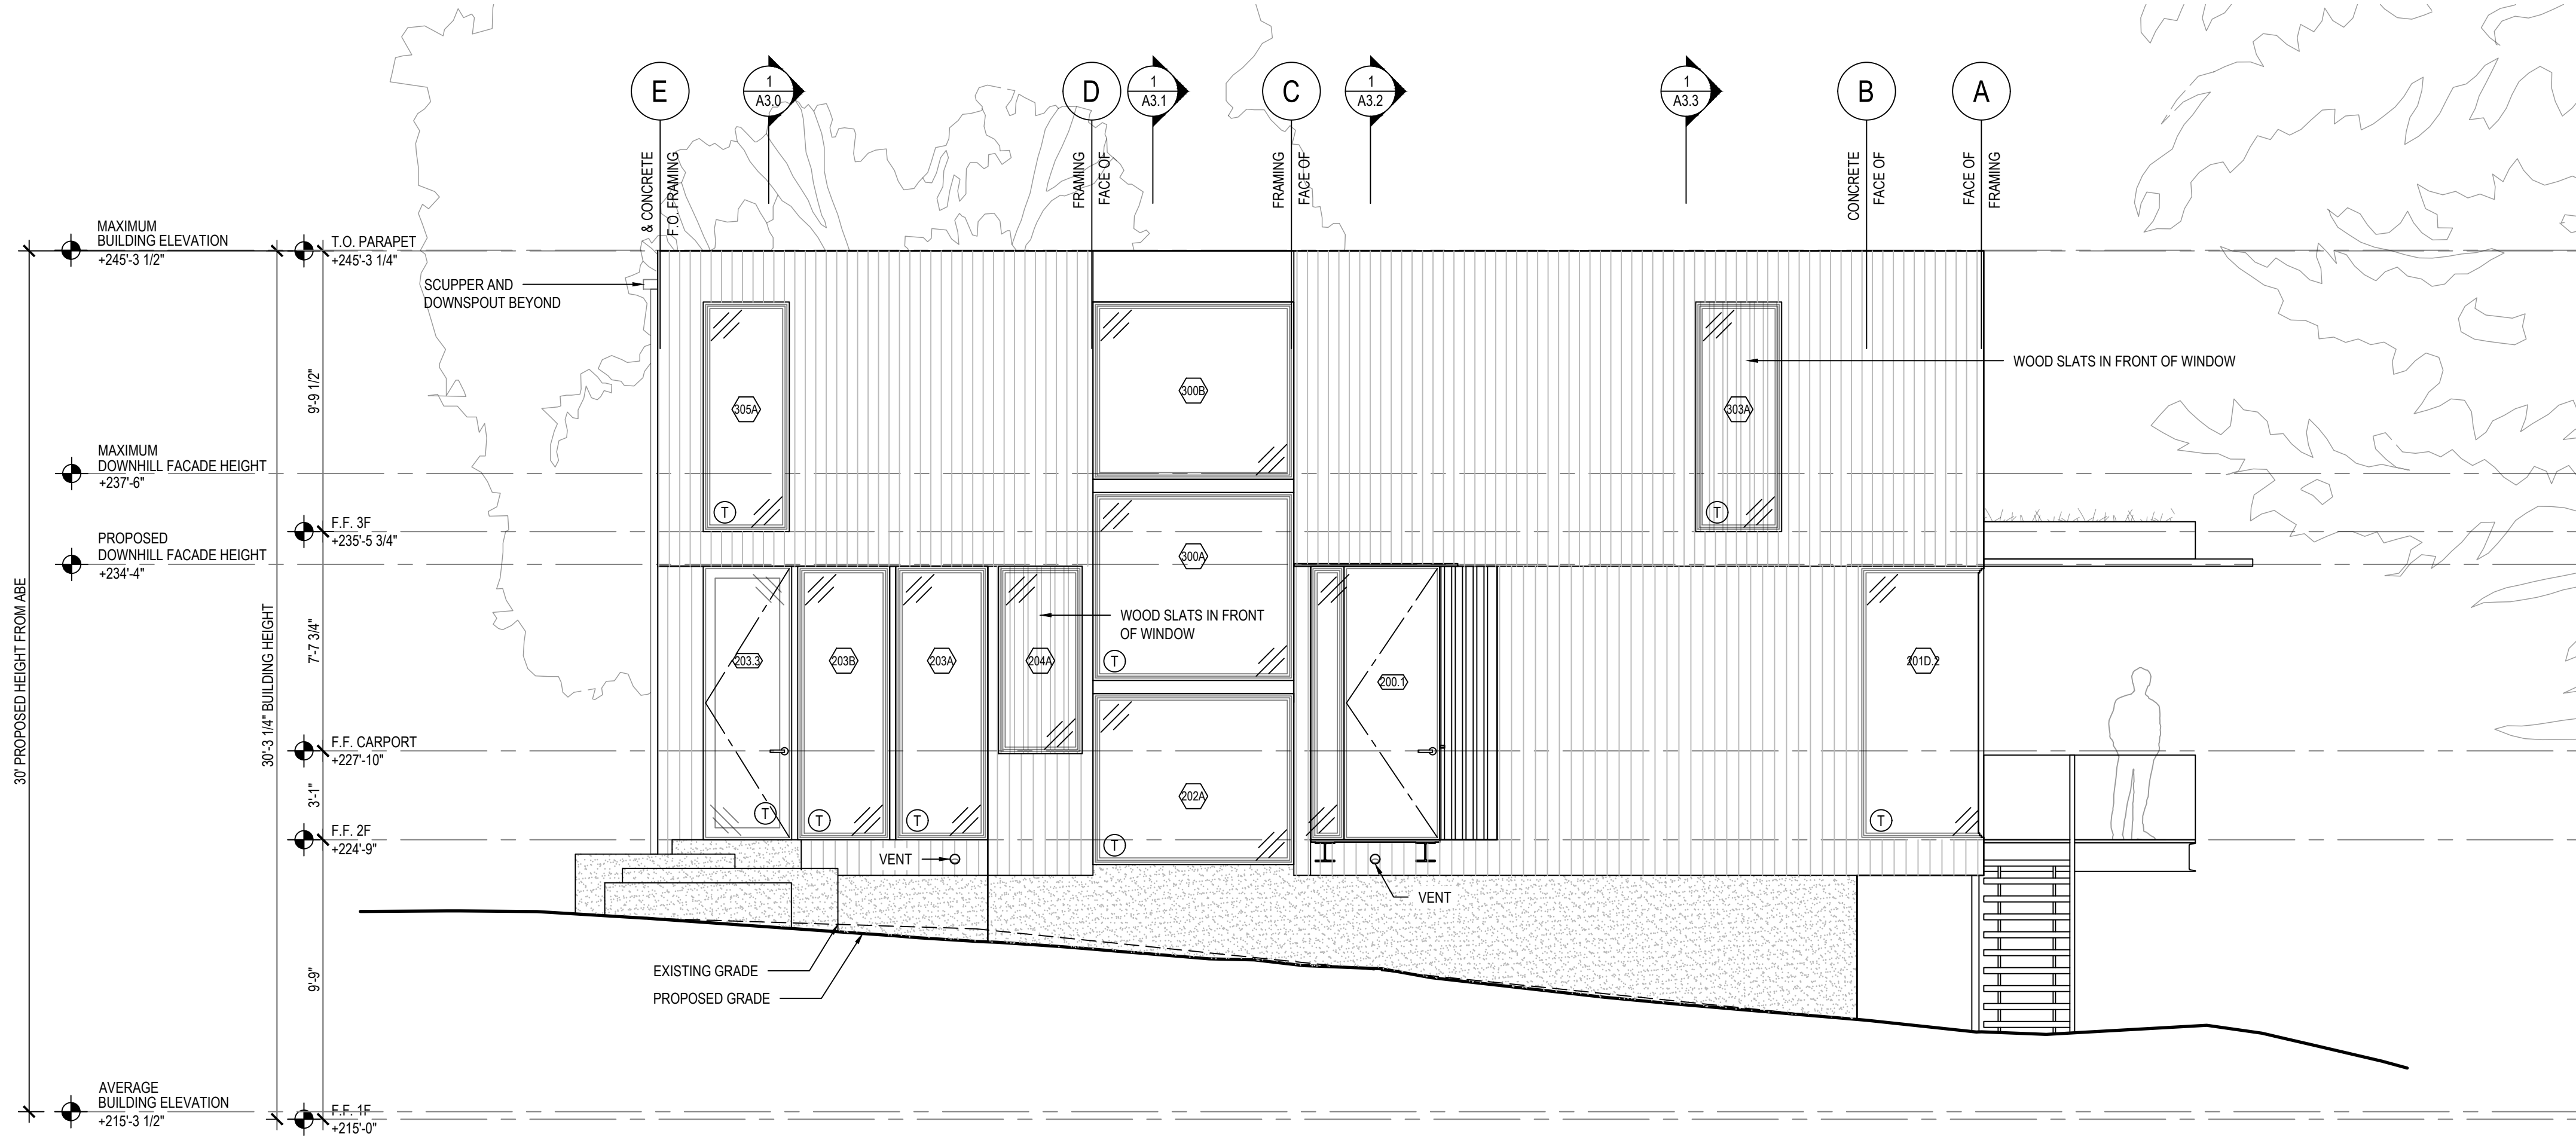 E
1
A3.0
D
1
A3.1
C
1
A3.2
1
A3.3
B
A
& CONCRETE
F.O. FRAMING
FRAMING
FACE OF
FRAMING
FACE OF
CONCRETE
FACE OF
FACE OF
FRAMING
MAXIMUM
BUILDING ELEVATION
+245'-3 1/2"
T.O. PARAPET
+245'-3 1/4"
SCUPPER AND
DOWNSPOUT BEYOND
WOOD SLATS IN FRONT OF WINDOW
305A
300B
303A
9'-9 1/2"
MAXIMUM
DOWNHILL FACADE HEIGHT
+237'-6"
T
T
F.F. 3F
+235'-5 3/4"
PROPOSED
DOWNHILL FACADE HEIGHT
+234'-4"
300A
30' PROPOSED HEIGHT FROM ABE
30'-3 1/4" BUILDING HEIGHT
7'-7 3/4"
WOOD SLATS IN FRONT
OF WINDOW
203.3
203B
203A
204A
T
200.1
201D.2
F.F. CARPORT
+227'-10"
3'-1"
202A
T
T
T
T
T
F.F. 2F
+224'-9"
VENT
VENT
EXISTING GRADE
PROPOSED GRADE
9'-9"
AVERAGE
BUILDING ELEVATION
+215'-3 1/2"
F.F. 1F
+215'-0"